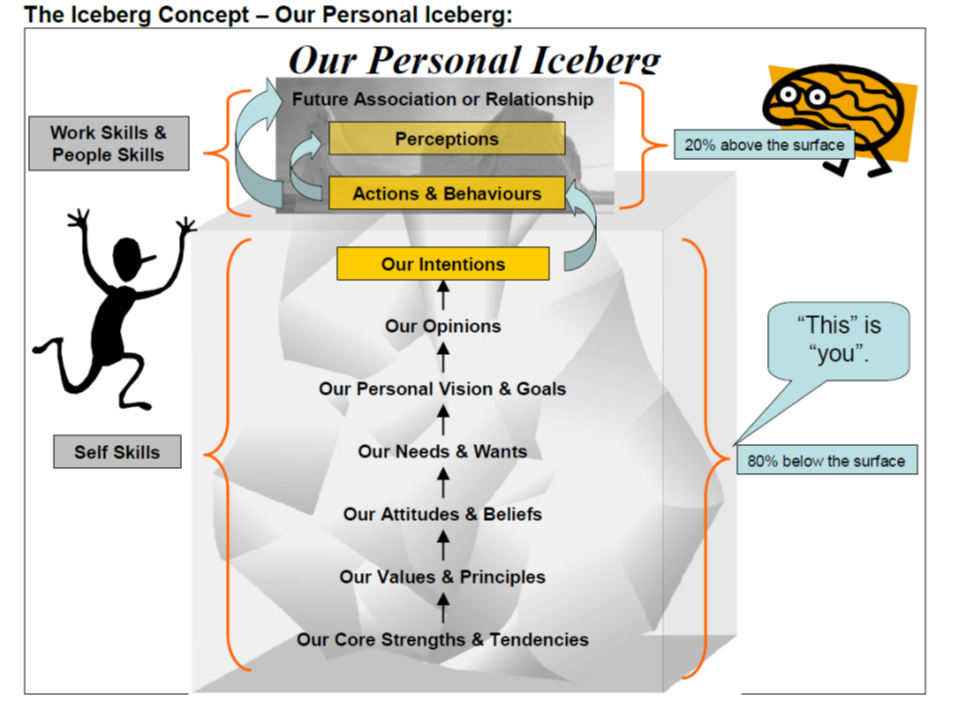 The Iceberg Concept – Our Personal Iceberg:
Our Personal Iceberg
Future Association or Relationship
Work Skills &
People Skills
Perceptions
20% above the surface
Actions & Behaviours
Our Intentions
Our Opinions
“This” is
“you”.
Our Personal Vision & Goals
Self Skills
Our Needs & Wants
80% below the surface
Our Attitudes & Beliefs
Our Values & Principles
Our Core Strengths & Tendencies